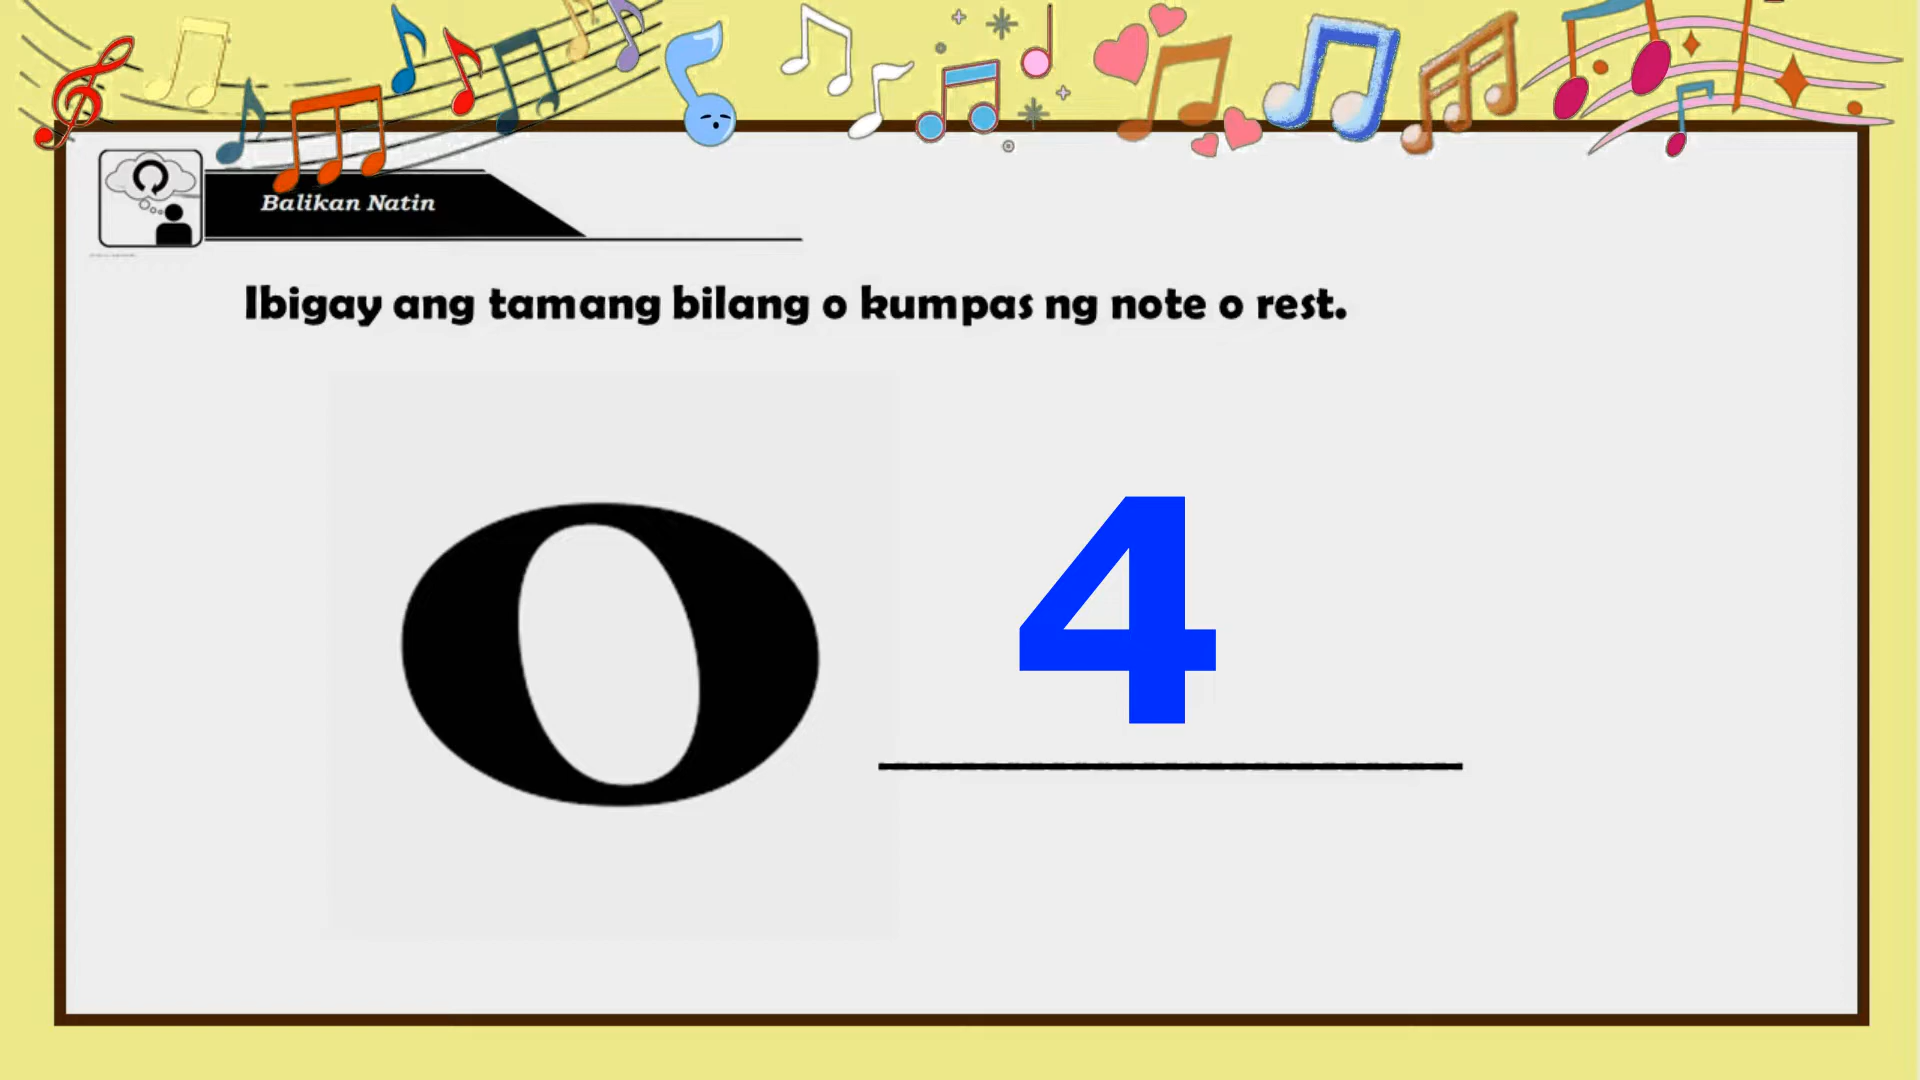 Balikan Natin
Ibigay ang tamang bilang o kumpas ng note o rest.
4